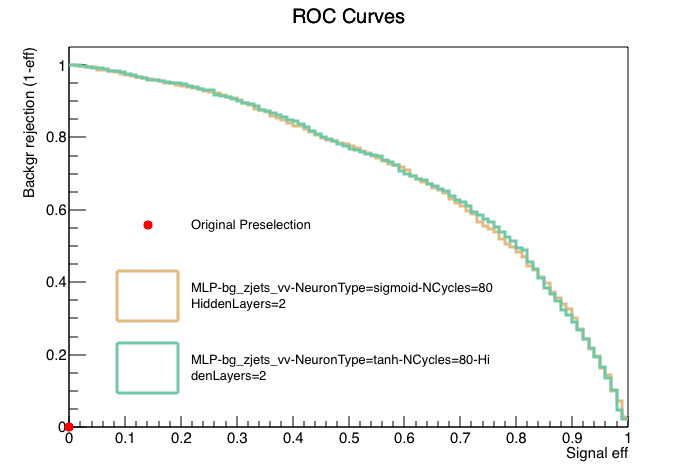 ROC Curves
Backgr rejection (1-eff)
1
0.8
0.6
0.4
0.2
0
Original Preselection
MLP-bg_zjets_vv-NeuronType=sigmoid-NCycles=80
HiddenLayers=2
MLP-bg_zjets_vv-NeuronType=tanh-NCycles=80-Hi
denLayers=2
0 0.1 0.2 0.3 0.4 0.5 0.6 0.7 0.8 0.9 1
Signal eff